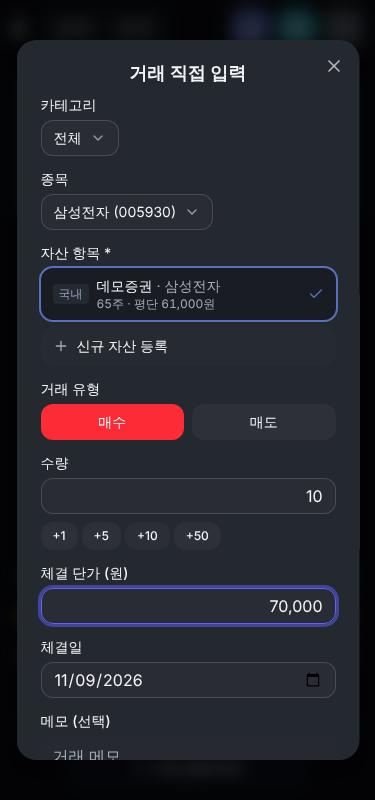 거래 직접 입력
카테고리
전체
종목
삼성전자 (005930)
자산 항목 *
국내
데모증권 · 삼성전자
65주 · 평단 61,000원
+ 신규 자산 등록
거래 유형
매수 매도
수량
10
+1 +5 +10 +50
체결 단가 (원)
70,000
체결일
11/09/2026
메모 (선택)
거래 메모